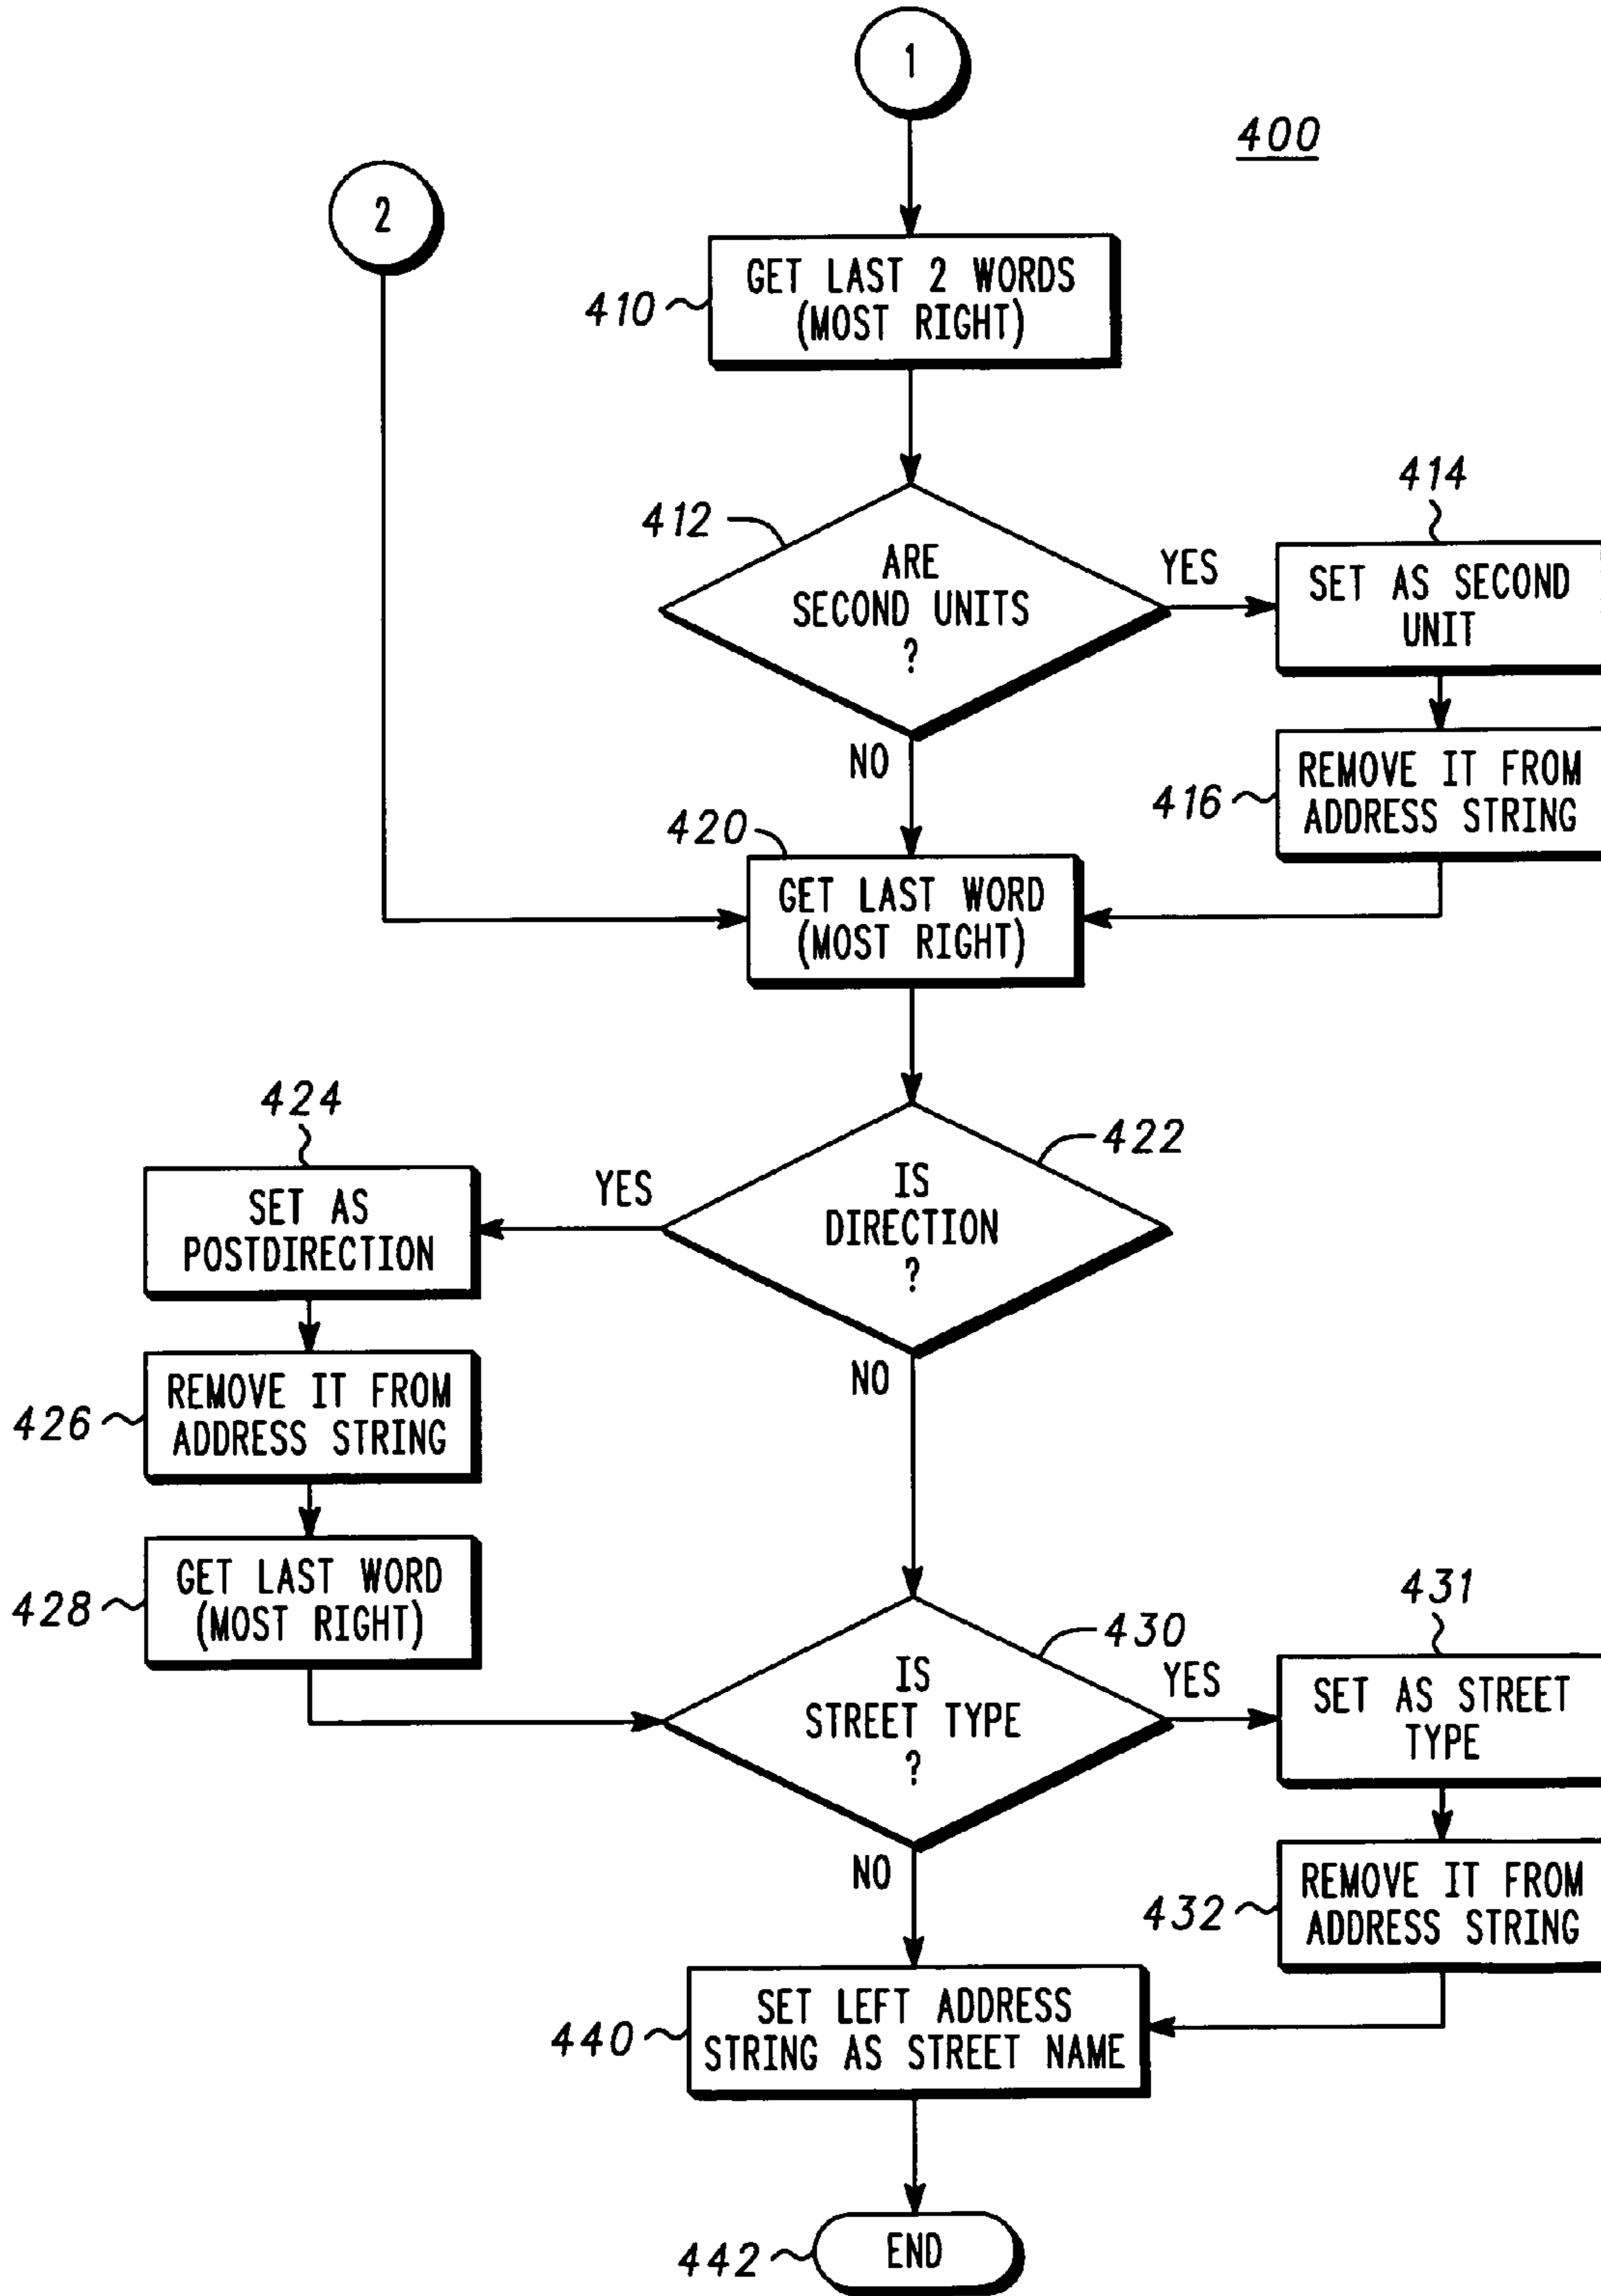 1
400
2
GET LAST 2 WORDS
(MOST RIGHT)
410
414
412
ARE
SECOND UNITS
?
YES
SET AS SECOND
UNIT
NO
416
REMOVE IT FROM
ADDRESS STRING
420
GET LAST WORD
(MOST RIGHT)
424
422
SET AS
POSTDIRECTION
YES
IS
DIRECTION
?
NO
426
REMOVE IT FROM
ADDRESS STRING
428
GET LAST WORD
(MOST RIGHT)
431
430
IS
STREET TYPE
?
YES
SET AS STREET
TYPE
NO
432
REMOVE IT FROM
ADDRESS STRING
440
SET LEFT ADDRESS
STRING AS STREET NAME
442
END